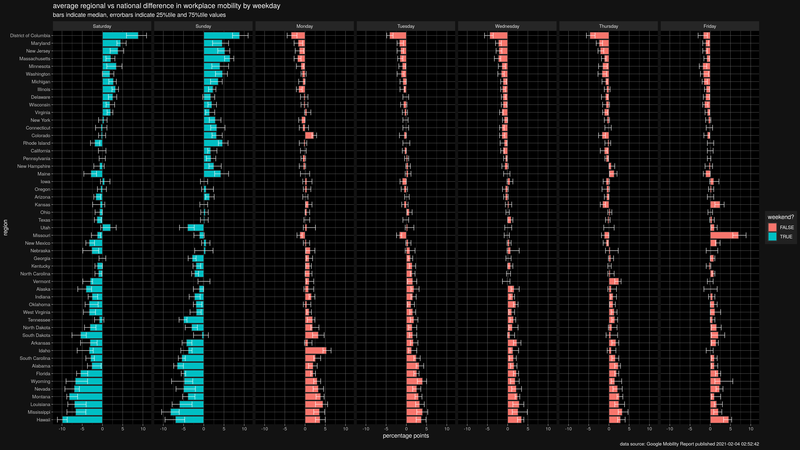 average regional vs national difference in workplace mobility by weekday
bars indicate median, errorbars indicate 25%tile and 75%tile values
Saturday Sunday Monday Tuesday Wednesday Thursday Friday
District of Columbia
Maryland
New Jersey
Massachusetts
Minnesota
Washington
Michigan
Illinois
Delaware
Wisconsin
Virginia
New York
Connecticut
Colorado
Rhode Island
California
Pennsylvania
New Hampshire
Maine
Iowa
Oregon
Arizona
Kansas
Ohio
Texas
Utah
Missouri
New Mexico
Nebraska
Georgia
Kentucky
North Carolina
Vermont
Alaska
Indiana
Oklahoma
West Virginia
Tennessee
North Dakota
South Dakota
Arkansas
Idaho
South Carolina
Alabama
Florida
Wyoming
Nevada
Montana
Louisiana
Mississippi
Hawaii
region
-10 -5 0 5 10 -10 -5 0 5 10 -10 -5 0 5 10 -10 -5 0 5 10 -10 -5 0 5 10 -10 -5 0 5 10 -10 -5 0 5 10
percentage points
weekend?
FALSE
TRUE
data source: Google Mobility Report published 2021-02-04 02:52:42